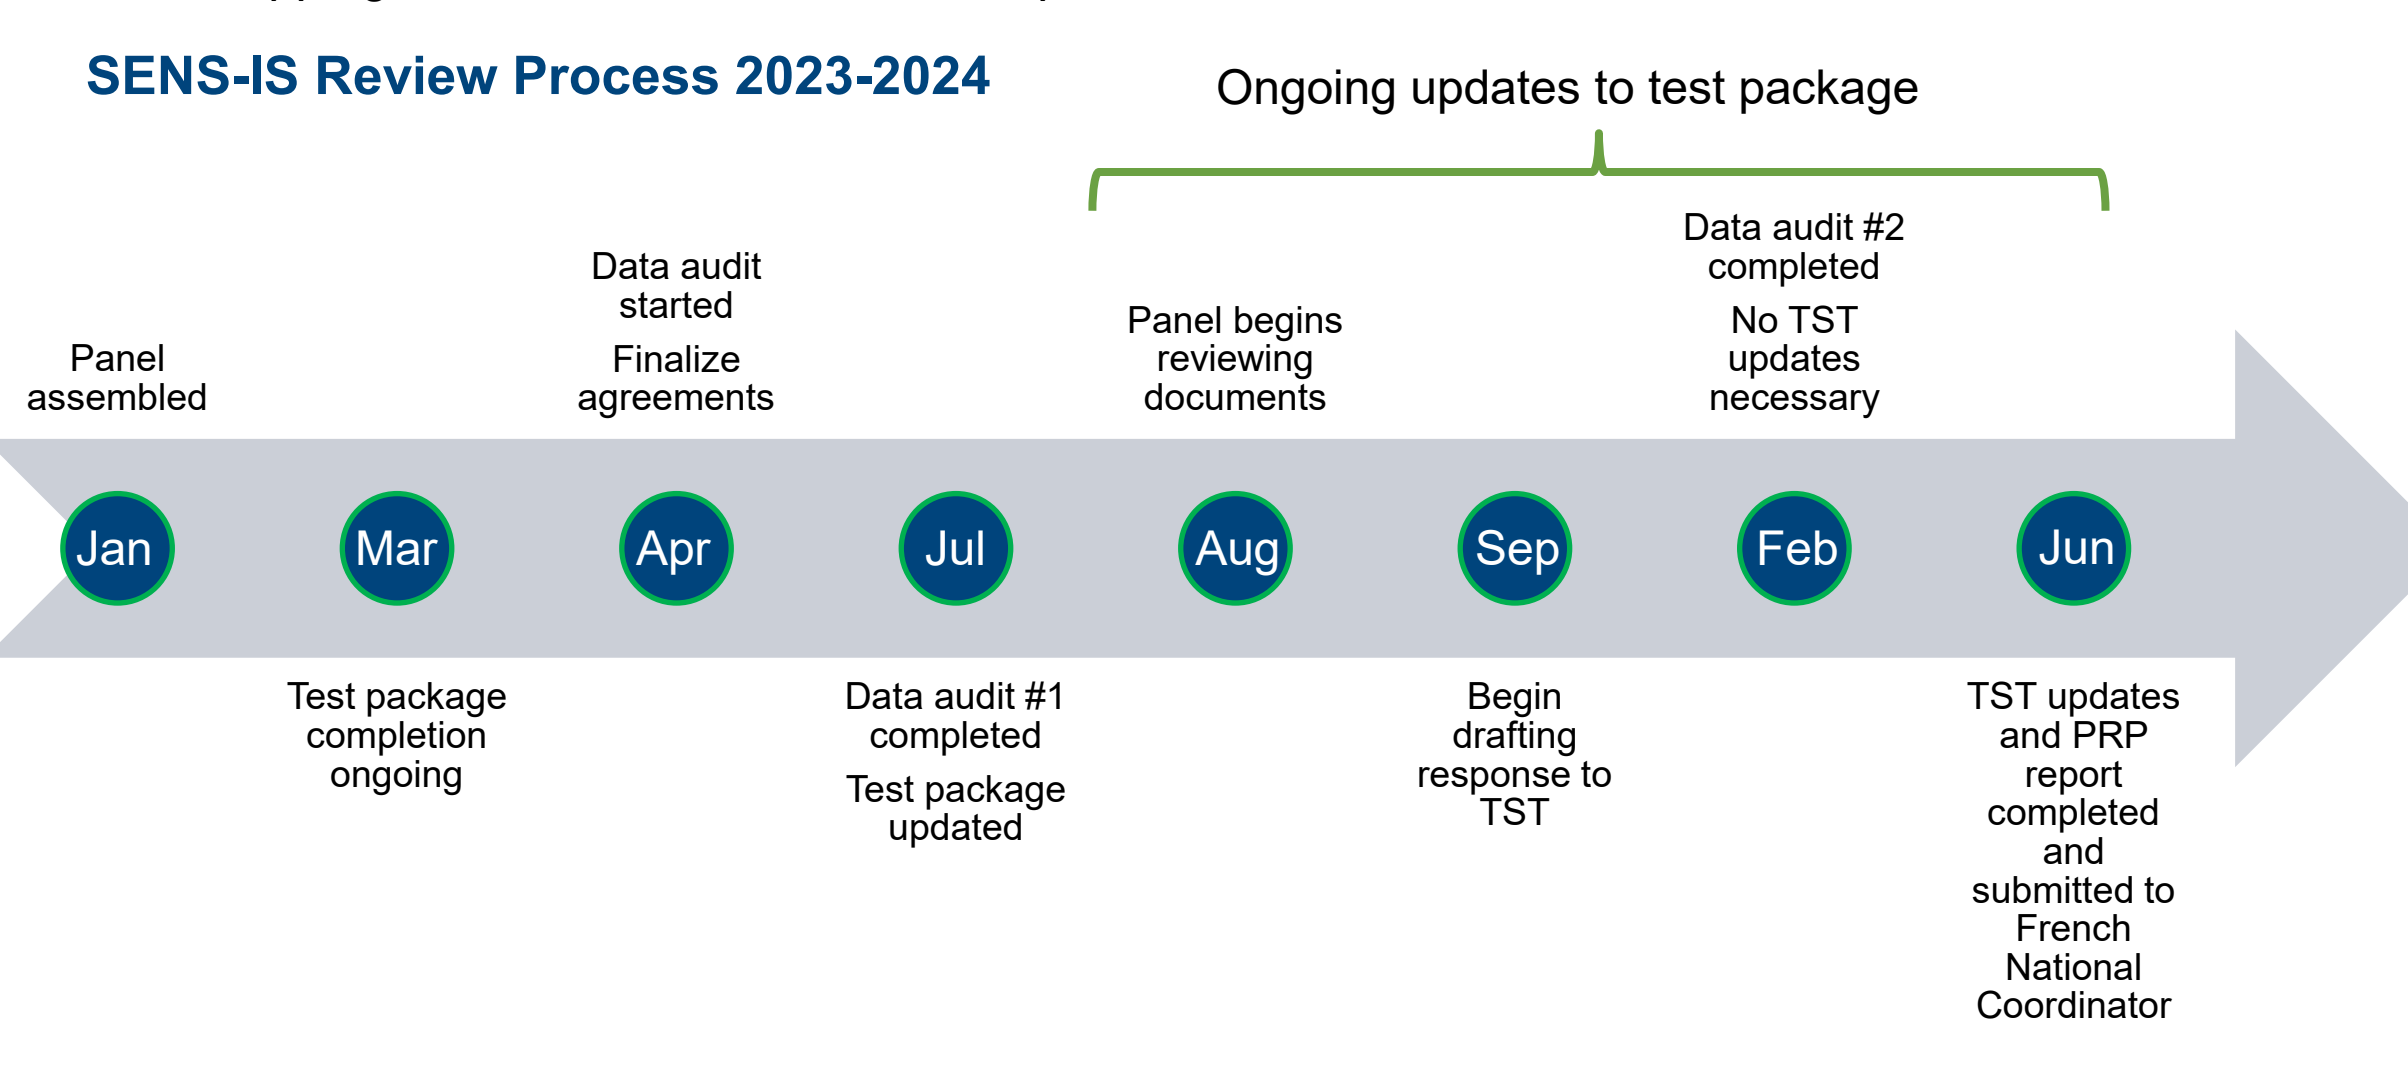 SENS-IS Review Process 2023-2024
Ongoing updates to test package
Panel
assembled
Data audit
started
Finalize
agreements
Panel begins
reviewing
documents
Data audit #2
completed
No TST
updates
necessary
Jan
Mar
Apr
Jul
Aug
Sep
Feb
Jun
Test package
completion
ongoing
Data audit #1
completed
Test package
updated
Begin
drafting
response to
TST
TST updates
and PRP
report
completed
and
submitted to
French
National
Coordinator